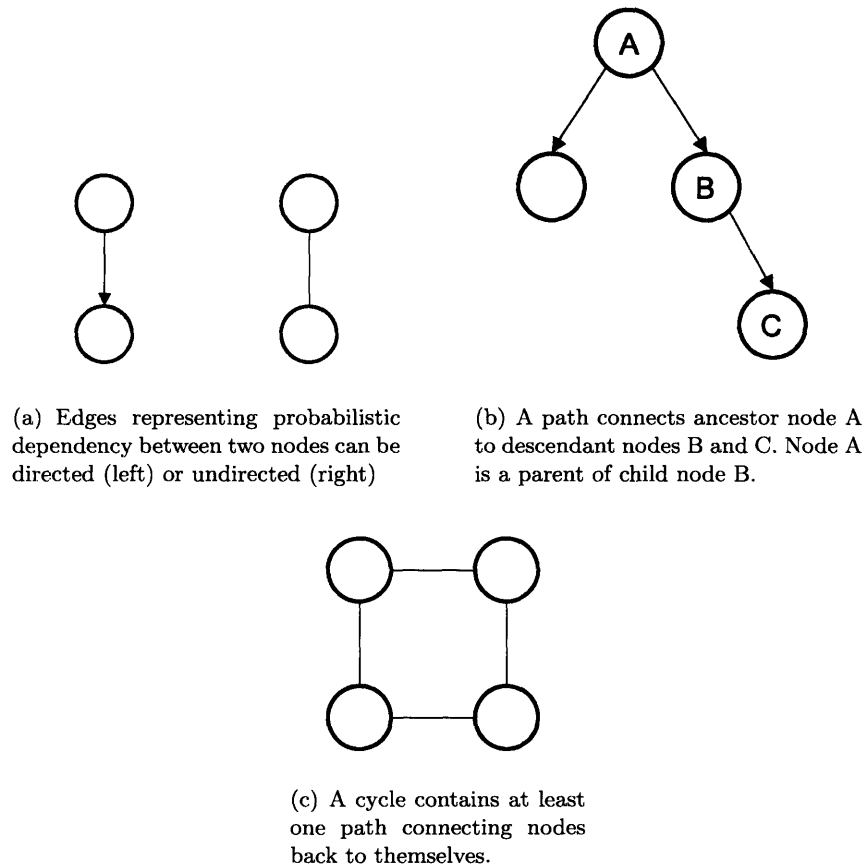 A
B
C
(a) Edges representing probabilistic
dependency between two nodes can be
directed (left) or undirected (right)
(b) A path connects ancestor node A
to descendant nodes B and C. Node A
is a parent of child node B.
(c) A cycle contains at least
one path connecting nodes
back to themselves.